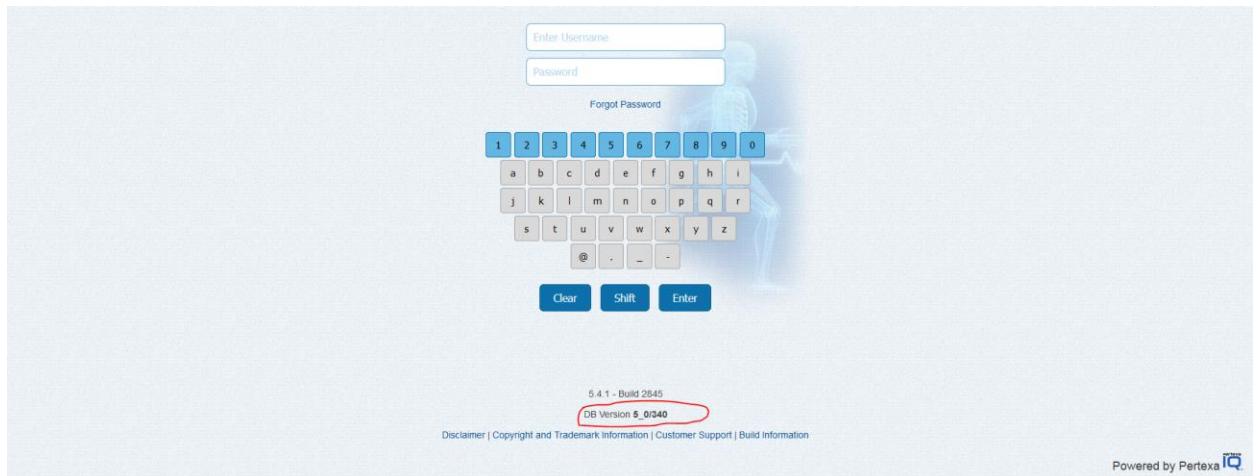 Enter Username
Password
Forgot Password
1 2 3 4 5 6 7 8 9 0
a b c d e f g h i
j k l m n o p q r
s t u v w x y z
@ . _ -
Clear Shift Enter
5.4.1 - Build 2845
DB Version 5_0/340
Disclaimer | Copyright and Trademark Information | Customer Support | Build Information
Powered by Pertexa IQ